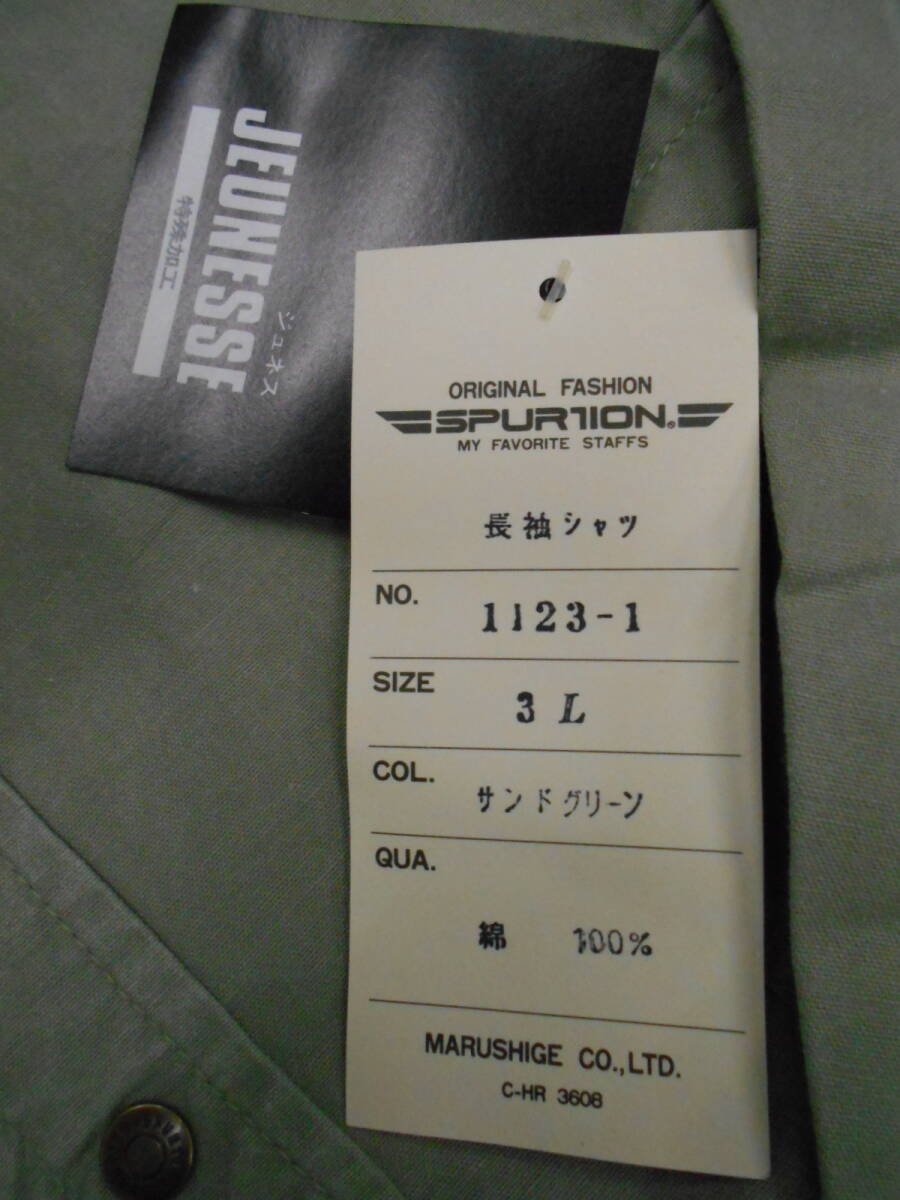 JEUNESSE
ジュネス
特殊加工
ORIGINAL FASHION
SPURTION®
MY FAVORITE STAFFS
長袖シャツ
NO. 1123-1
SIZE 3L
COL. サンドグリーン
QUA.
綿 100%
MARUSHIGE CO.,LTD.
C-HR 3608